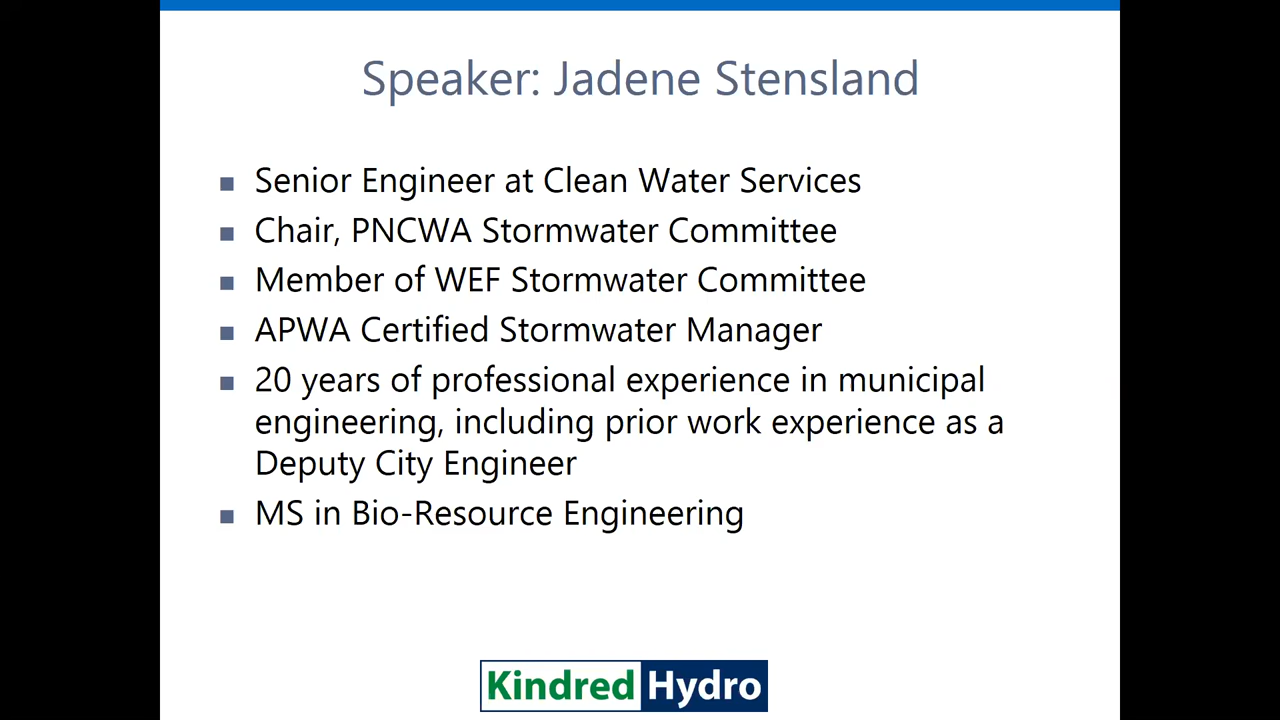 Speaker: Jadene Stensland
■ Senior Engineer at Clean Water Services
■ Chair, PNCWA Stormwater Committee
■ Member of WEF Stormwater Committee
■ APWA Certified Stormwater Manager
■ 20 years of professional experience in municipal
engineering, including prior work experience as a
Deputy City Engineer
■ MS in Bio-Resource Engineering
Kindred Hydro